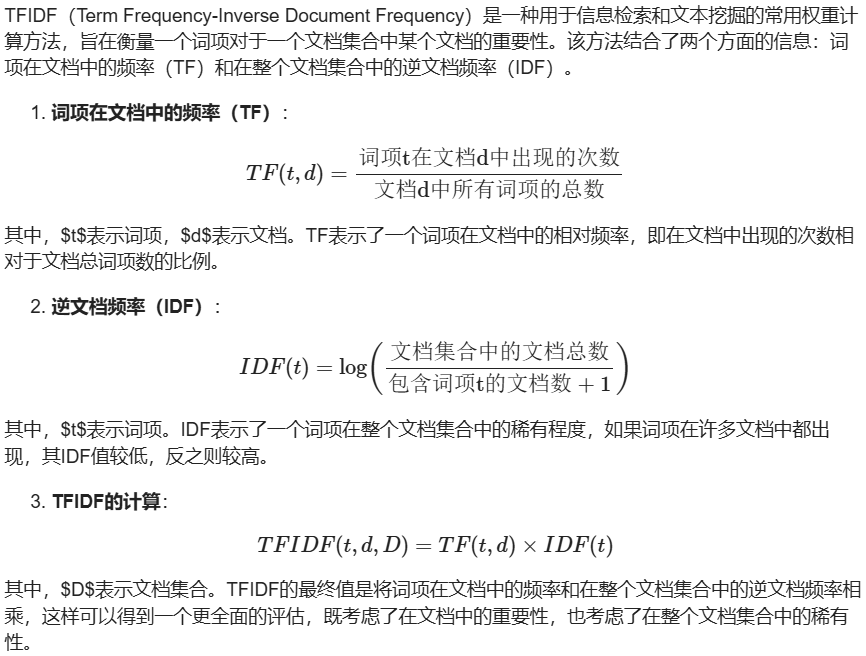 TFIDF（Term Frequency-Inverse Document Frequency）是一种用于信息检索和文本挖掘的常用权重计
算方法，旨在衡量一个词项对于一个文档集合中某个文档的重要性。该方法结合了两个方面的信息：词
项在文档中的频率（TF）和在整个文档集合中的逆文档频率（IDF）。
1. 词项在文档中的频率（TF）：
TF(t,d) = 词项t在文档d中出现的次数 / 文档d中所有词项的总数
其中，$t$表示词项，$d$表示文档。TF表示了一个词项在文档中的相对频率，即在文档中出现的次数相
对于文档总词项数的比例。
2. 逆文档频率（IDF）：
IDF(t) = log(文档集合中的文档总数 / 包含词项t的文档数 + 1)
其中，$t$表示词项。IDF表示了一个词项在整个文档集合中的稀有程度，如果词项在许多文档中都出
现，其IDF值较低，反之则较高。
3. TFIDF的计算：
TFIDF(t,d,D) = TF(t,d) × IDF(t)
其中，$D$表示文档集合。TFIDF的最终值是将词项在文档中的频率和在整个文档集合中的逆文档频率相
乘，这样可以得到一个更全面的评估，既考虑了在文档中的重要性，也考虑了在整个文档集合中的稀有
性。